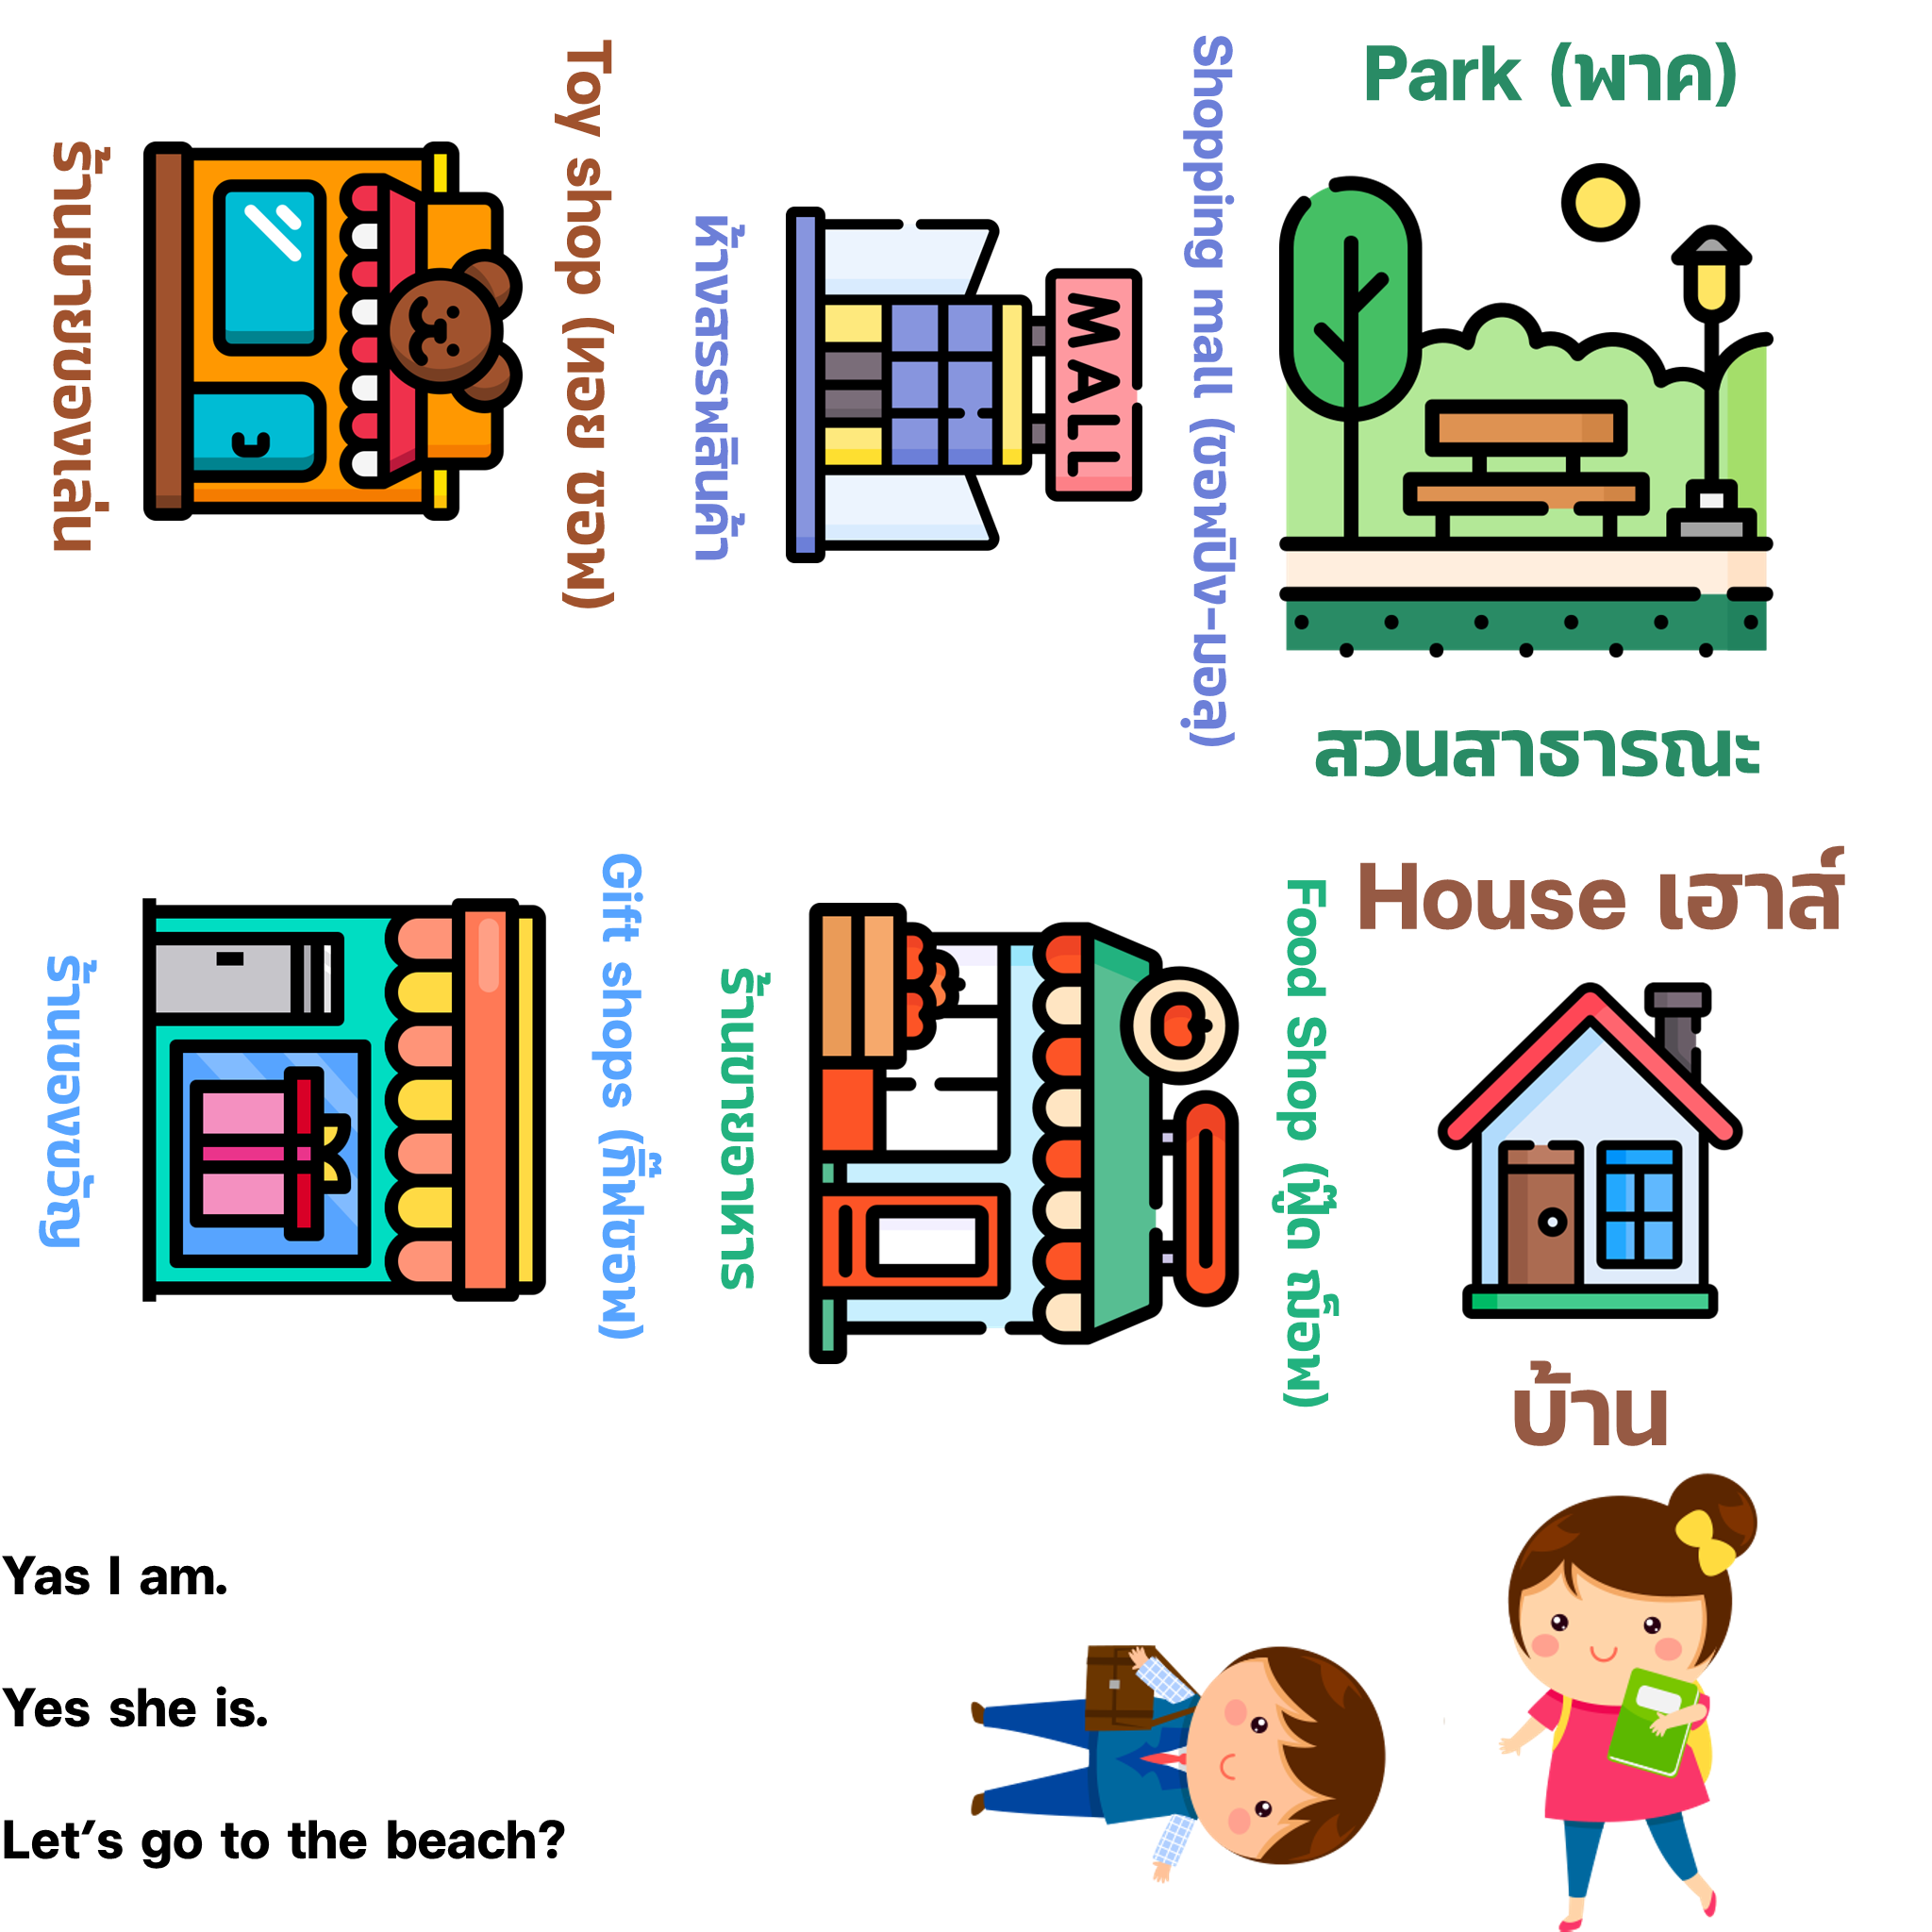 Toy shop (ทอย ชอพ)
ร้านขายของเล่น
Shopping mall (ชอพปิง-มอลฺ)
MALL
ห้างสรรพสินค้า
Park (พาค)
สวนสาธารณะ
Gift shops (กิ๊ฟชอพ)
ร้านของขวัญ
Food Shop (ฟู๊ด ฉ็อพ)
ร้านขายอาหาร
House เฮาส์
บ้าน
Yas I am.
Yes she is.
Let’s go to the beach?